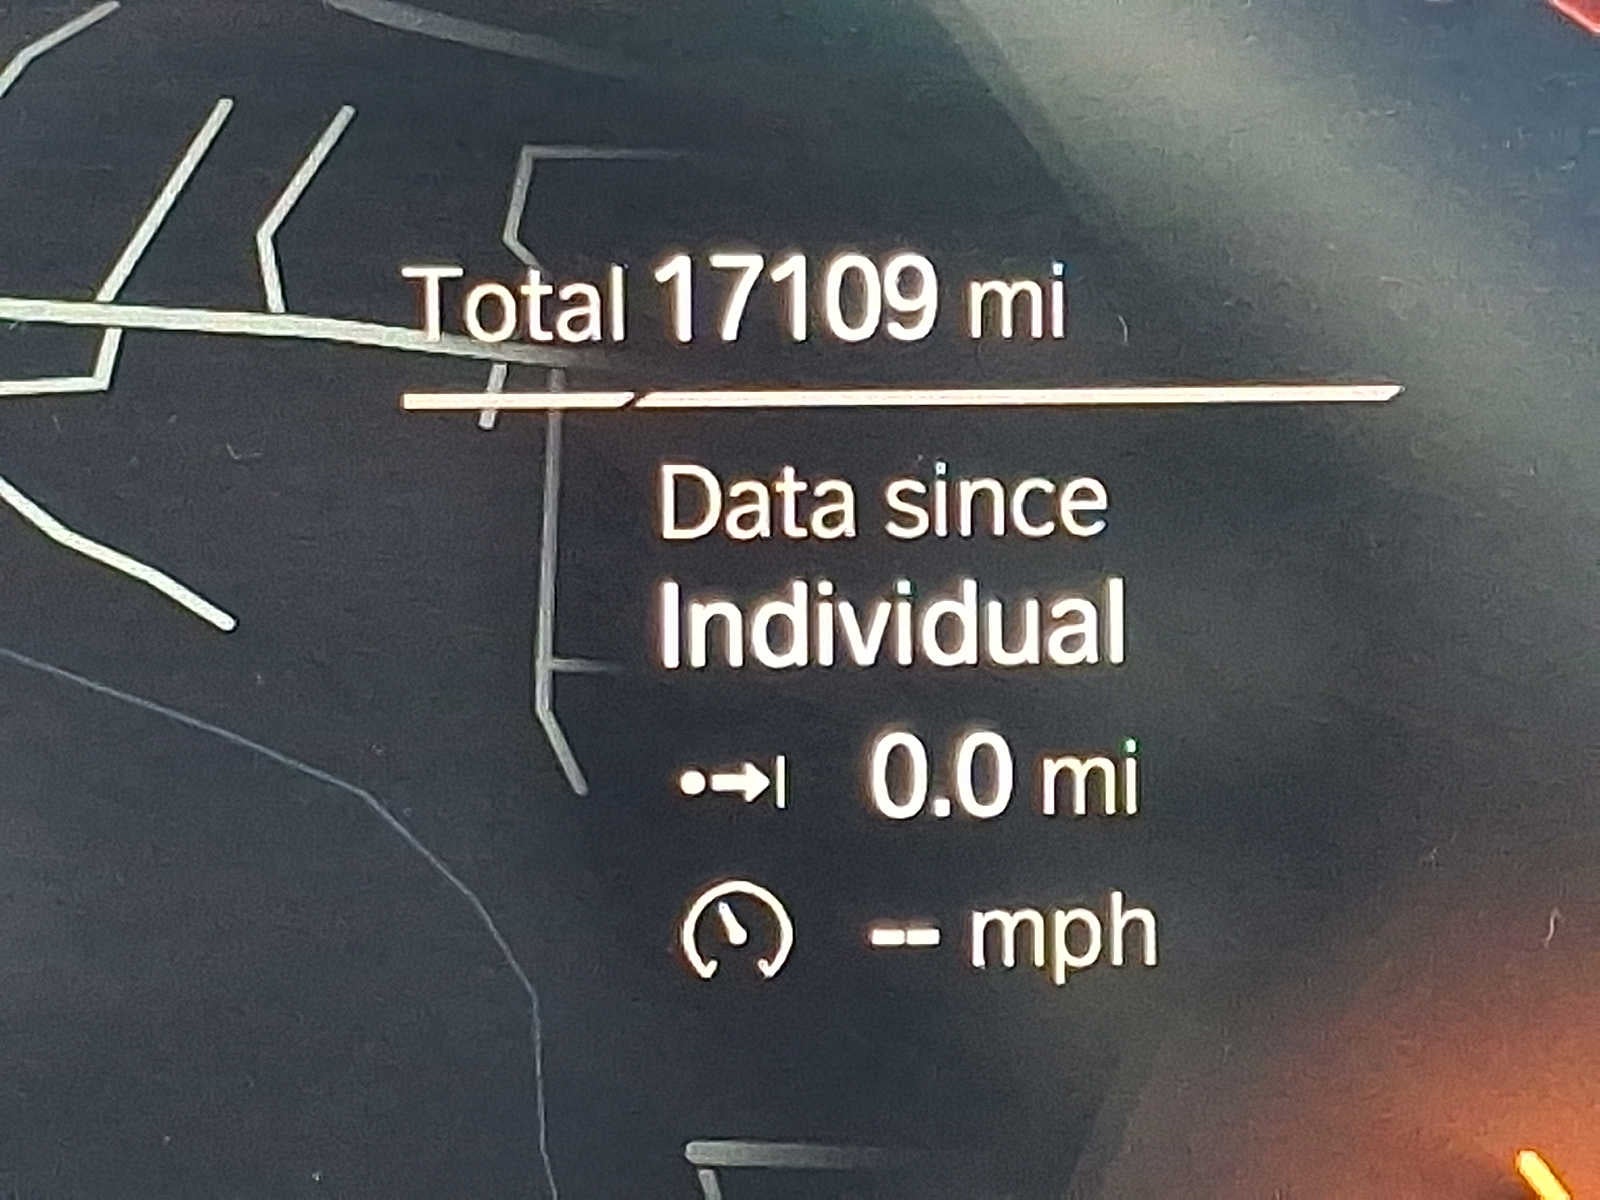 Total 17109 mi
Data since
Individual
0.0 mi
-- mph